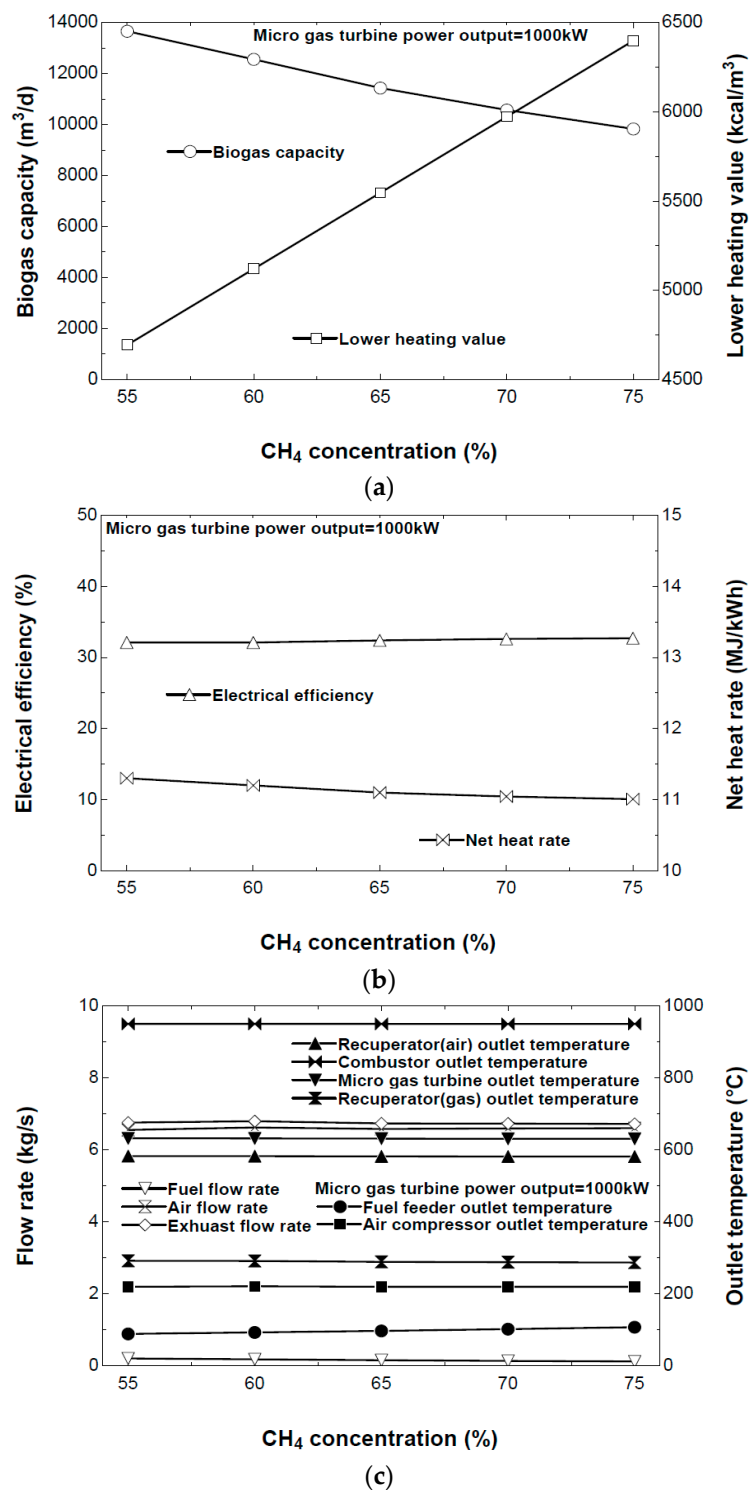 Micro gas turbine power output=1000kW
Biogas capacity (m³/d)
14000
12000
10000
8000
6000
4000
2000
0
Biogas capacity
Lower heating value
6500
6000
5500
5000
4500
Lower heating value (kcal/m³)
55 60 65 70 75
CH₄ concentration (%)
(a)
Micro gas turbine power output=1000kW
Electrical efficiency (%)
50
40
30
20
10
0
Electrical efficiency
Net heat rate
15
14
13
12
11
10
Net heat rate (MJ/kWh)
55 60 65 70 75
CH₄ concentration (%)
(b)
Flow rate (kg/s)
10
8
6
4
2
0
Recuperator(air) outlet temperature
Combustor outlet temperature
Micro gas turbine outlet temperature
Recuperator(gas) outlet temperature
Fuel flow rate
Air flow rate
Exhuast flow rate
Micro gas turbine power output=1000kW
Fuel feeder outlet temperature
Air compressor outlet temperature
1000
800
600
400
200
0
Outlet temperature (°C)
55 60 65 70 75
CH₄ concentration (%)
(c)